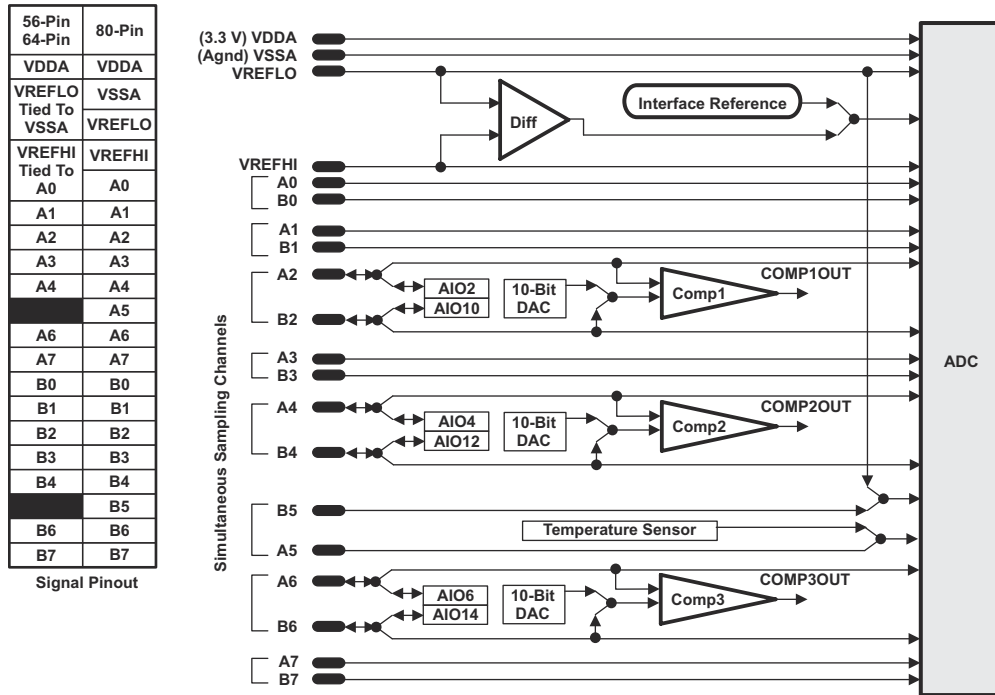 56-Pin
64-Pin
80-Pin
VDDA VDDA
VREFLO
Tied To
VSSA
VSSA
VREFLO
VREFHI
Tied To
A0
VREFHI
A0
A1 A1
A2 A2
A3 A3
A4 A4
A5
A6 A6
A7 A7
B0 B0
B1 B1
B2 B2
B3 B3
B4 B4
B5
B6 B6
B7 B7
Signal Pinout
(3.3 V) VDDA
(Agnd) VSSA
VREFLO
Interface Reference
Diff
VREFHI
A0
B0
A1
B1
A2
AIO2
AIO10
10-Bit
DAC
Comp1
COMP1OUT
B2
Simultaneous Sampling Channels
A3
B3
ADC
A4
AIO4
AIO12
10-Bit
DAC
Comp2
COMP2OUT
B4
B5
Temperature Sensor
A5
A6
AIO6
AIO14
10-Bit
DAC
Comp3
COMP3OUT
B6
A7
B7